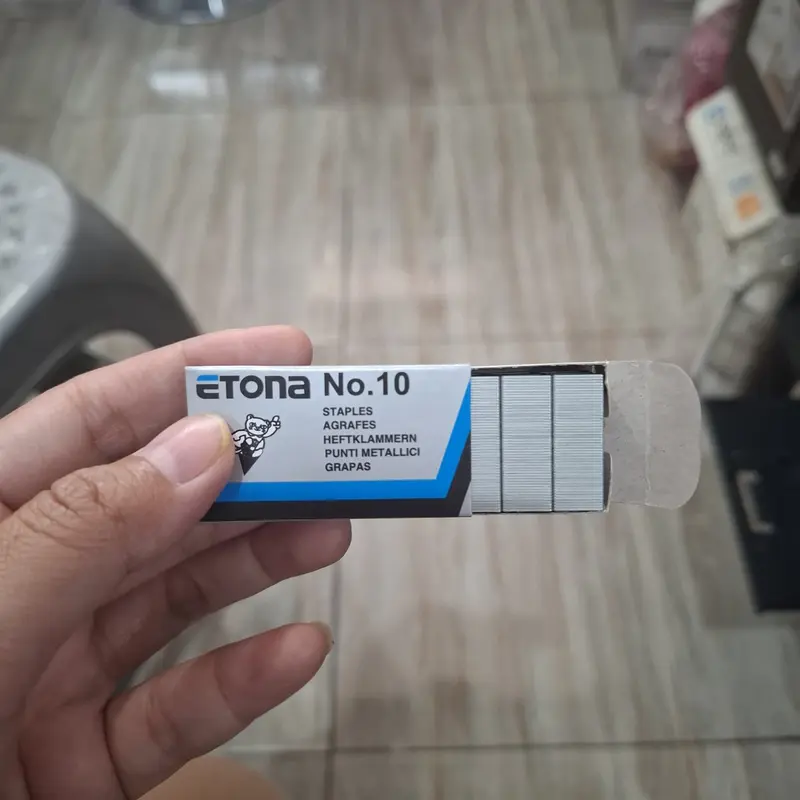 ETONA No.10
STAPLES
AGRAFES
HEFTKLAMMERN
PUNTI METALLICI
GRAPAS